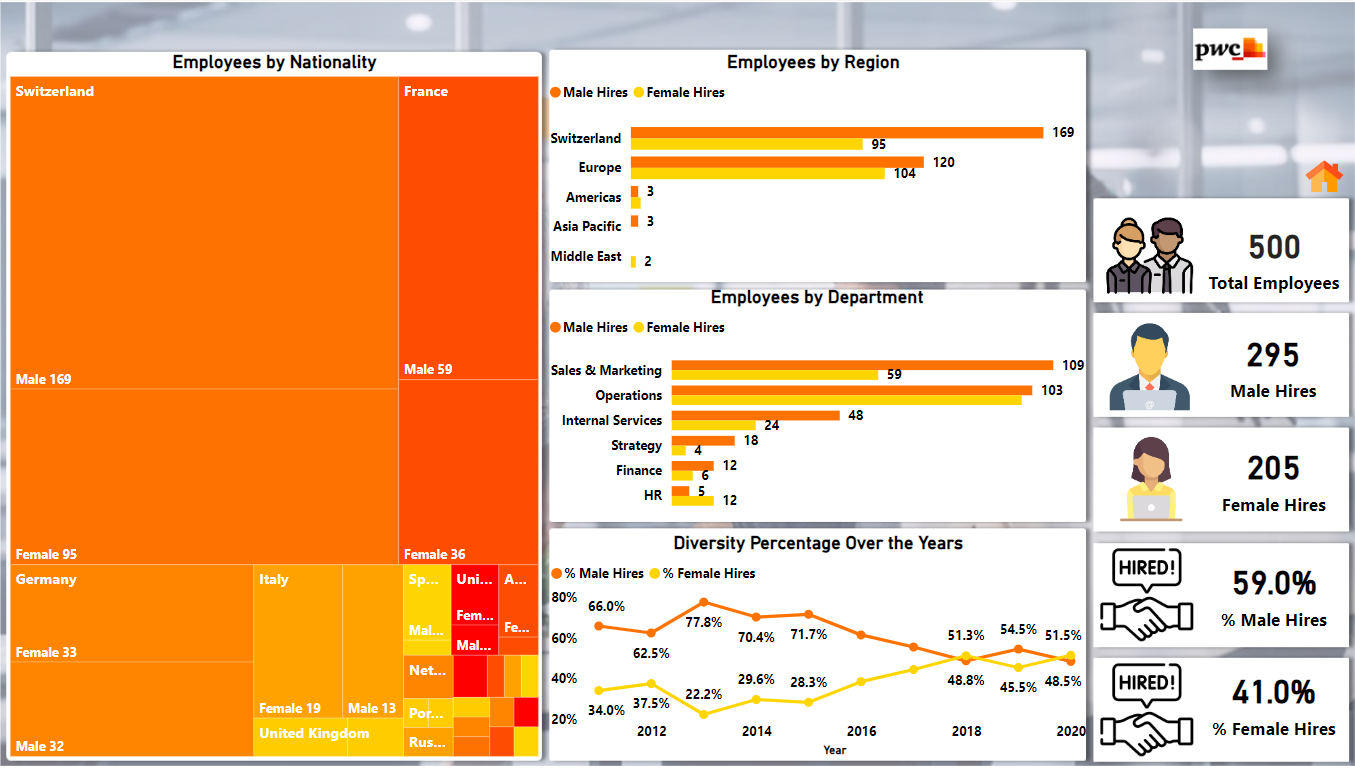 Employees by Nationality
Switzerland
Male 169
Female 95
France
Male 59
Female 36
Germany
Female 33
Male 32
Italy
Female 19
Male 13
United Kingdom
Sp...
Mal...
Uni...
Fem...
Mal...
A...
Fe...
Net...
Por...
Rus...
Employees by Region
Male Hires Female Hires
Switzerland 169
95
Europe 120
104
Americas 3
Asia Pacific 3
Middle East 2
Employees by Department
Male Hires Female Hires
Sales & Marketing 109
59
Operations 103
Internal Services 48
24
Strategy 18
4
Finance 12
6
HR 5
12
Diversity Percentage Over the Years
% Male Hires % Female Hires
80%
60%
40%
20%
66.0%
62.5%
77.8%
70.4%
71.7%
51.3%
54.5%
51.5%
34.0%
37.5%
22.2%
29.6%
28.3%
48.8%
45.5%
48.5%
2012 2014 2016 2018 2020
Year
pwc
500
Total Employees
295
Male Hires
205
Female Hires
HIRED!
59.0%
% Male Hires
HIRED!
41.0%
% Female Hires